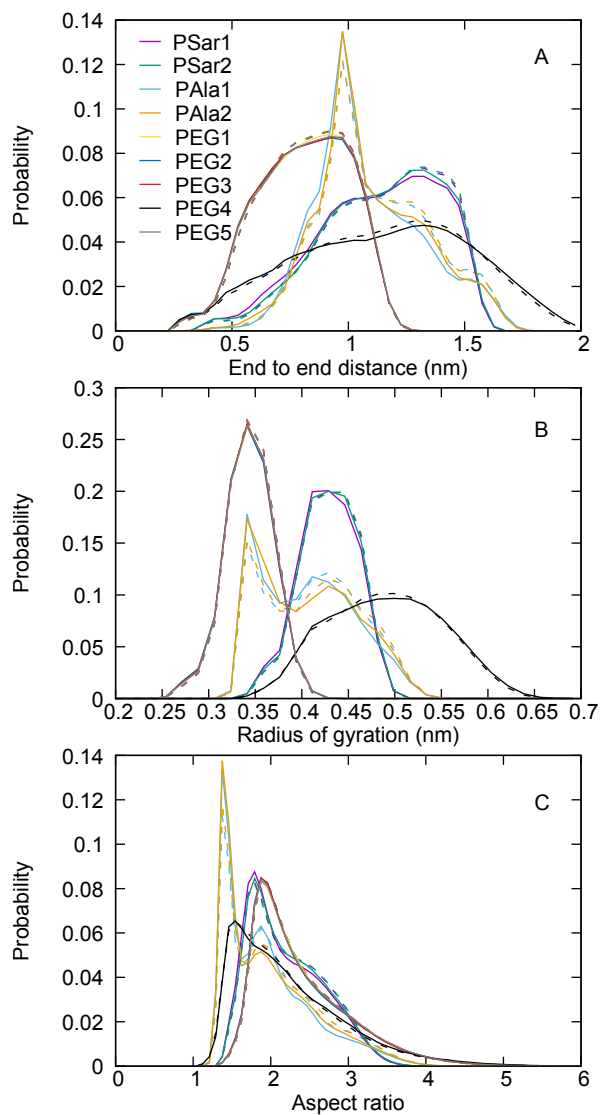 0.14
0.12
0.1
0.08
0.06
0.04
0.02
0
Probability
PSar1
PSar2
PAla1
PAla2
PEG1
PEG2
PEG3
PEG4
PEG5
A
0 0.5 1 1.5 2
End to end distance (nm)
0.3
0.25
0.2
0.15
0.1
0.05
0
Probability
B
0.2 0.25 0.3 0.35 0.4 0.45 0.5 0.55 0.6 0.65 0.7
Radius of gyration (nm)
0.14
0.12
0.1
0.08
0.06
0.04
0.02
0
Probability
C
0 1 2 3 4 5 6
Aspect ratio